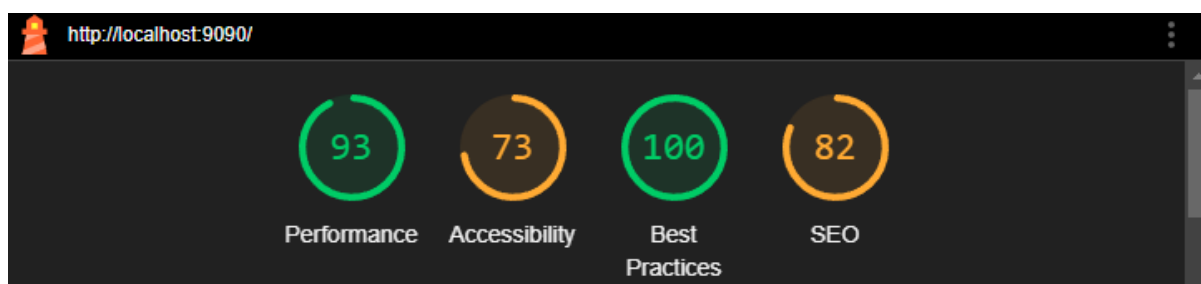 http://localhost:9090/
93
73
100
82
Performance
Accessibility
Best
Practices
SEO